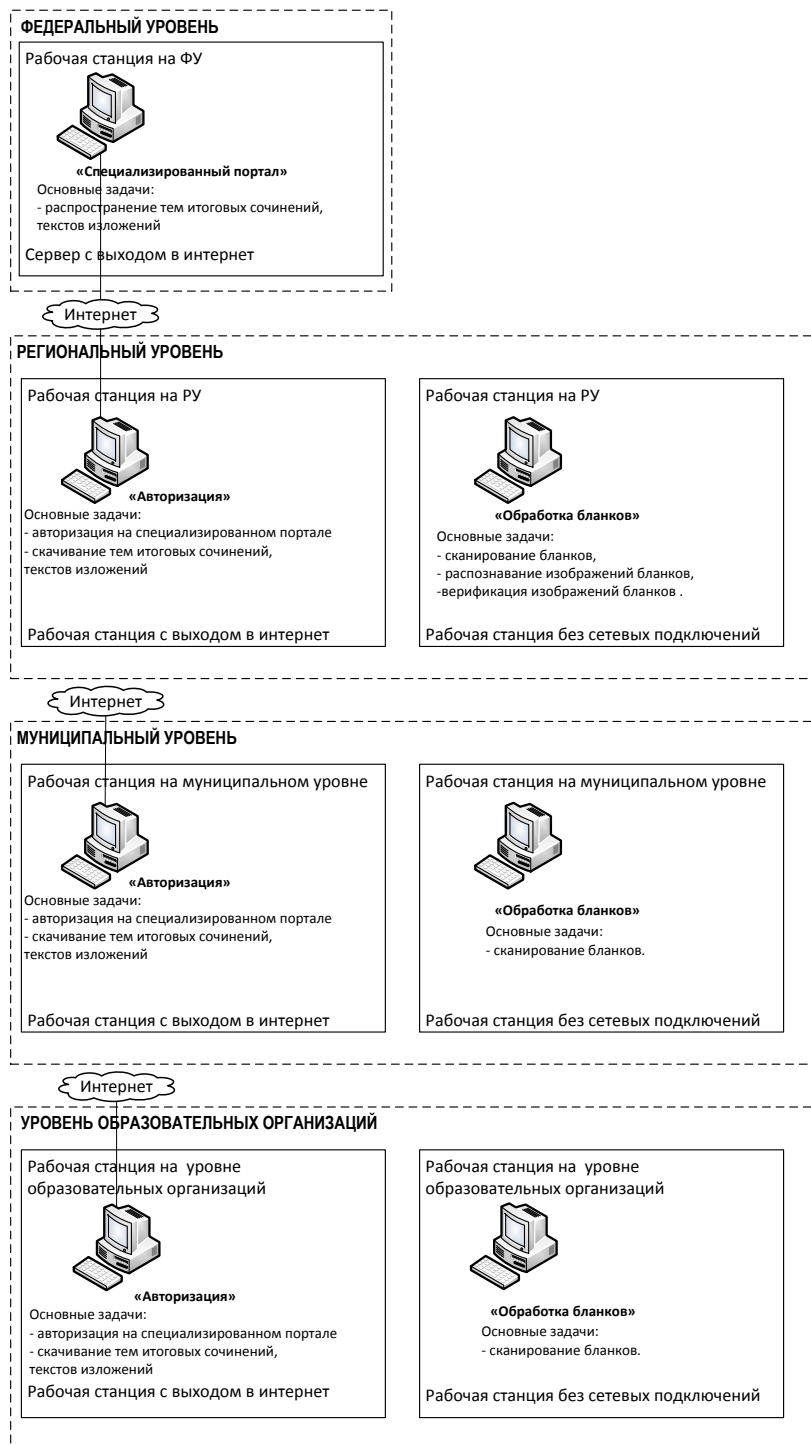 ФЕДЕРАЛЬНЫЙ УРОВЕНЬ
Рабочая станция на ФУ
«Специализированный портал»
Основные задачи:
- распространение тем итоговых сочинений,
текстов изложений
Сервер с выходом в интернет
Интернет
РЕГИОНАЛЬНЫЙ УРОВЕНЬ
Рабочая станция на РУ
«Авторизация»
Основные задачи:
- авторизация на специализированном портале
- скачивание тем итоговых сочинений,
текстов изложений
Рабочая станция с выходом в интернет
Рабочая станция на РУ
«Обработка бланков»
Основные задачи:
- сканирование бланков,
- распознавание изображений бланков,
-верификация изображений бланков .
Рабочая станция без сетевых подключений
Интернет
МУНИЦИПАЛЬНЫЙ УРОВЕНЬ
Рабочая станция на муниципальном уровне
«Авторизация»
Основные задачи:
- авторизация на специализированном портале
- скачивание тем итоговых сочинений,
текстов изложений
Рабочая станция с выходом в интернет
Рабочая станция на муниципальном уровне
«Обработка бланков»
Основные задачи:
- сканирование бланков.
Рабочая станция без сетевых подключений
Интернет
УРОВЕНЬ ОБРАЗОВАТЕЛЬНЫХ ОРГАНИЗАЦИЙ
Рабочая станция на уровне
образовательных организаций
«Авторизация»
Основные задачи:
- авторизация на специализированном портале
- скачивание тем итоговых сочинений,
текстов изложений
Рабочая станция с выходом в интернет
Рабочая станция на уровне
образовательных организаций
«Обработка бланков»
Основные задачи:
- сканирование бланков.
Рабочая станция без сетевых подключений